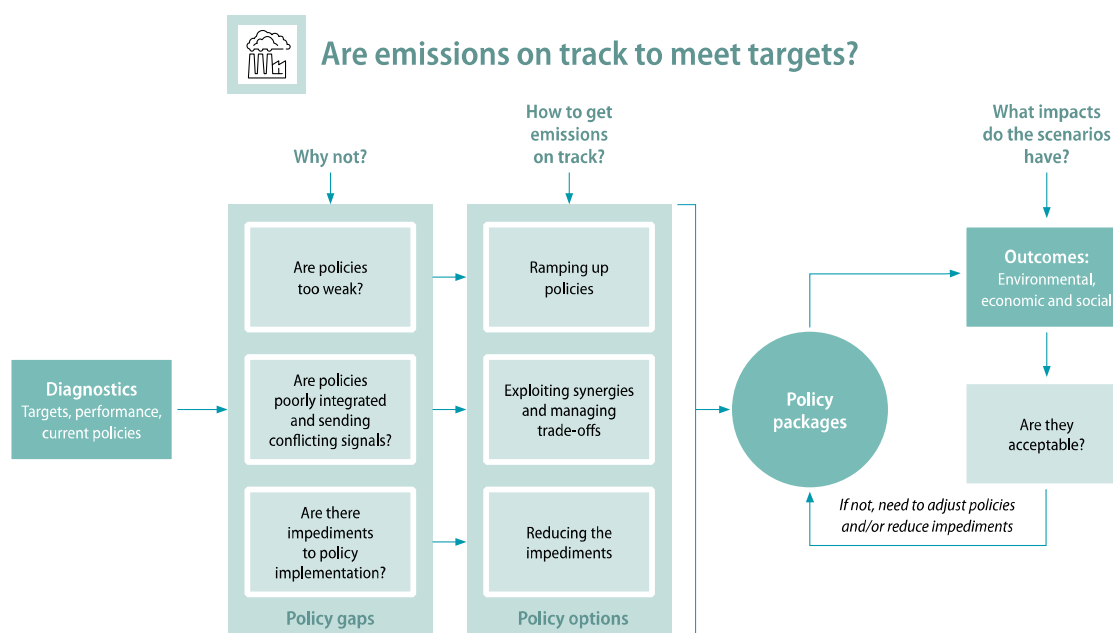 Are emissions on track to meet targets?
Why not?
How to get
emissions
on track?
What impacts
do the scenarios
have?
Diagnostics
Targets, performance,
current policies
Are policies
too weak?
Are policies
poorly integrated
and sending
conflicting signals?
Are there
impediments
to policy
implementation?
Policy gaps
Ramping up
policies
Exploiting synergies
and managing
trade-offs
Reducing the
impediments
Policy options
Policy
packages
Outcomes:
Environmental,
economic and social
Are they
acceptable?
If not, need to adjust policies
and/or reduce impediments